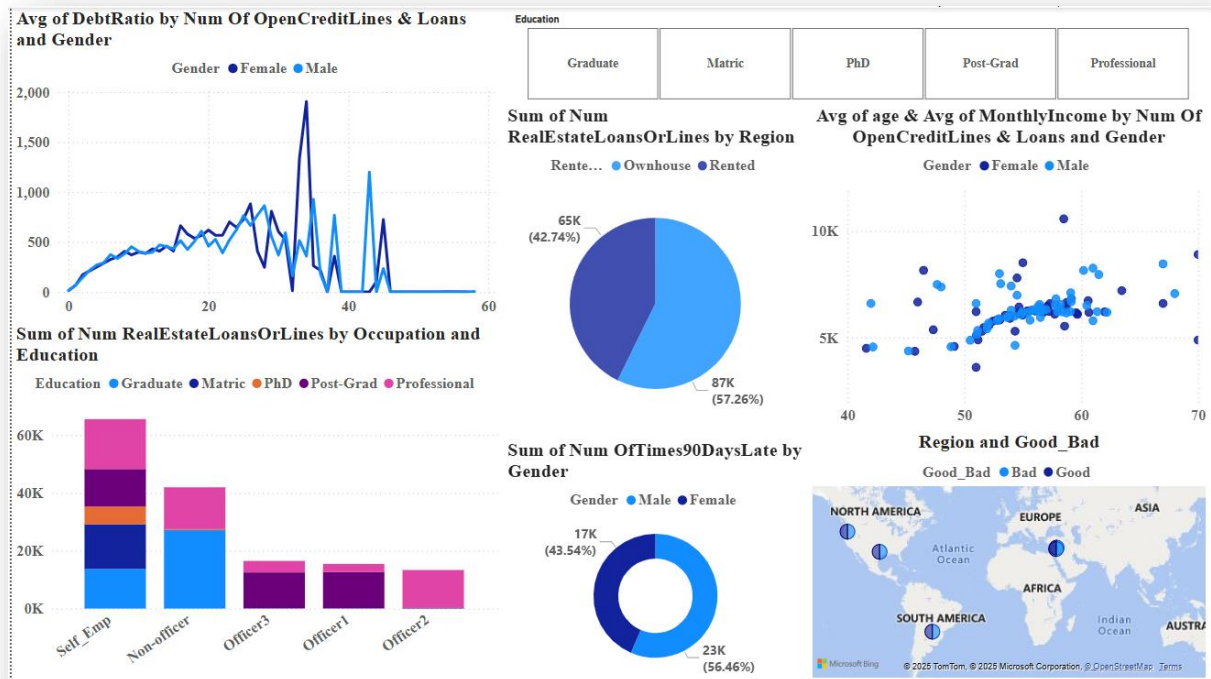 Avg of DebtRatio by Num Of OpenCreditLines & Loans
and Gender
Gender Female Male
2,000
1,500
1,000
500
0
0 20 40 60
Education
Graduate Matric PhD Post-Grad Professional
Sum of Num
RealEstateLoansOrLines by Region
Rente... Ownhouse Rented
65K
(42.74%)
87K
(57.26%)
Avg of age & Avg of MonthlyIncome by Num Of
OpenCreditLines & Loans and Gender
Gender Female Male
10K
5K
40 50 60 70
Sum of Num RealEstateLoansOrLines by Occupation and
Education
Education Graduate Matric PhD Post-Grad Professional
60K
40K
20K
0K
Self_Emp Non-officer Officer3 Officer1 Officer2
Sum of Num OfTimes90DaysLate by
Gender
Gender Male Female
17K
(43.54%)
23K
(56.46%)
Region and Good_Bad
Good_Bad Bad Good
NORTH AMERICA
EUROPE
ASIA
Atlantic
Ocean
AFRICA
SOUTH AMERICA
Indian
Ocean
AUSTRA
Microsoft Bing
© 2025 TomTom, © 2025 Microsoft Corporation, © OpenStreetMap Terms